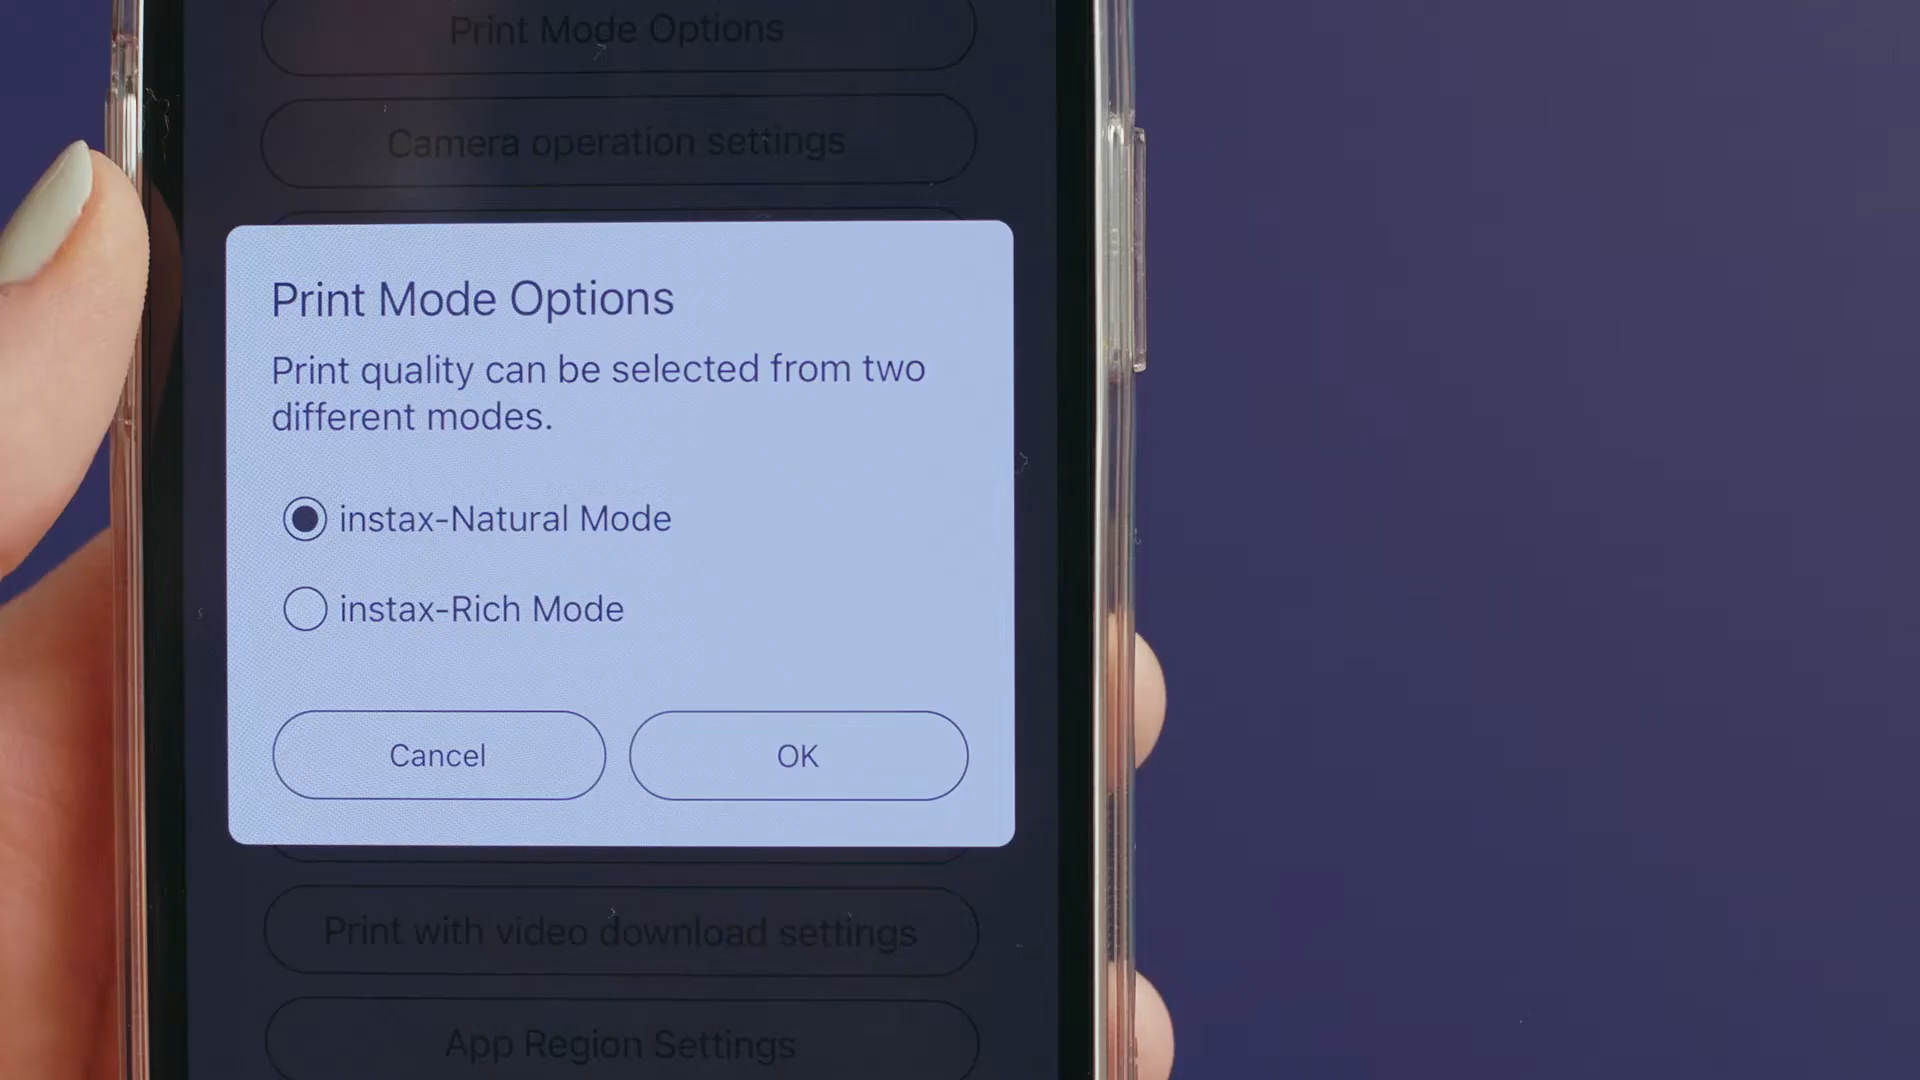 Print Mode Options
Camera operation settings
Print Mode Options
Print quality can be selected from two
different modes.
instax-Natural Mode
instax-Rich Mode
Cancel
OK
Print with video download settings
App Region Settings